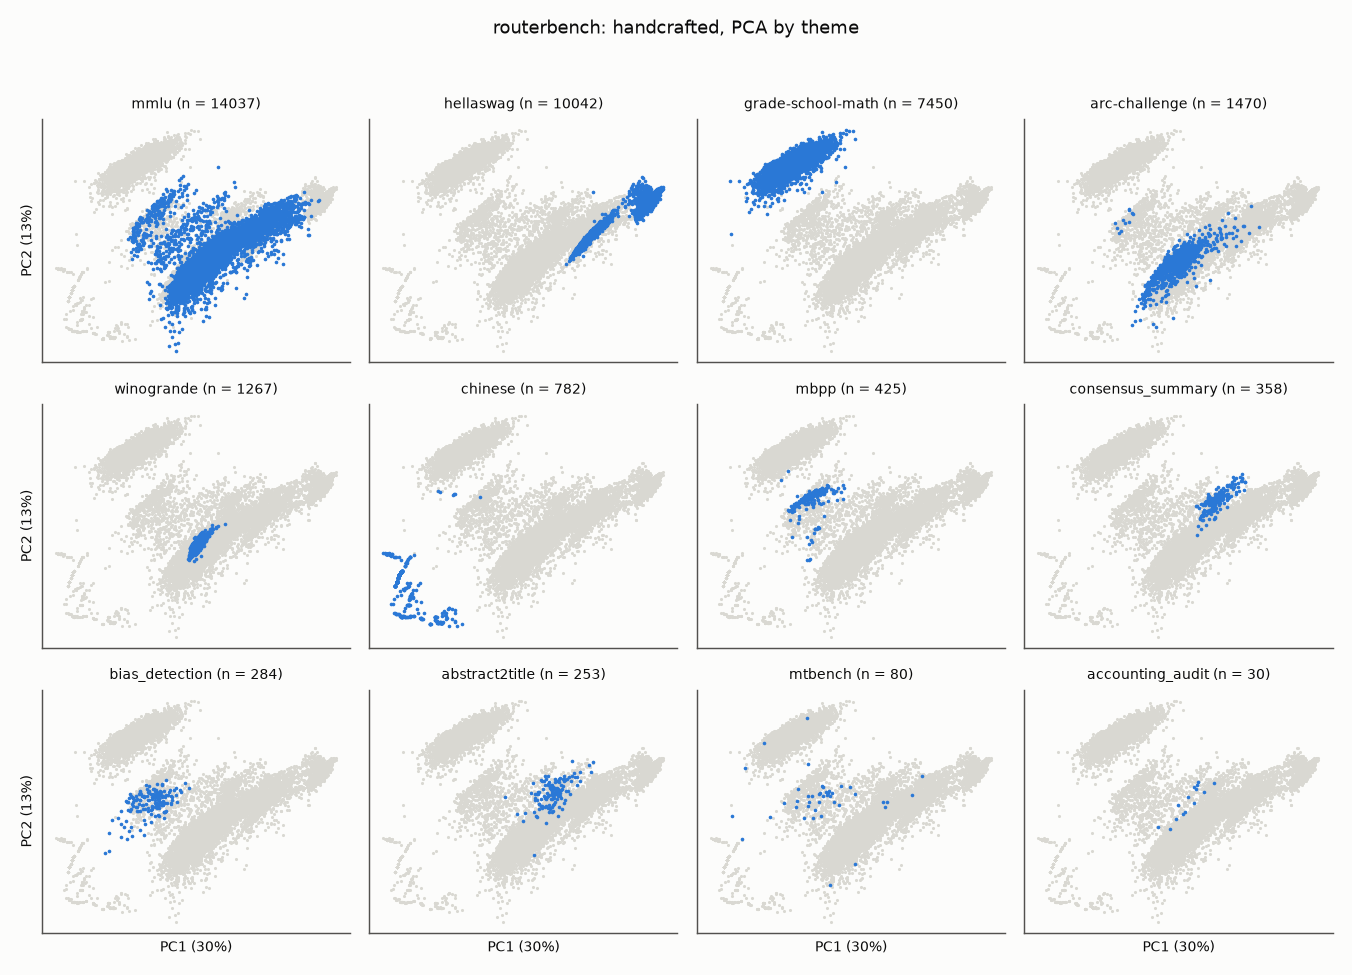 routerbench: handcrafted, PCA by theme
mmlu (n = 14037)
hellaswag (n = 10042)
grade-school-math (n = 7450)
arc-challenge (n = 1470)
PC2 (13%)
winogrande (n = 1267)
chinese (n = 782)
mbpp (n = 425)
consensus_summary (n = 358)
PC2 (13%)
bias_detection (n = 284)
abstract2title (n = 253)
mtbench (n = 80)
accounting_audit (n = 30)
PC2 (13%)
PC1 (30%)
PC1 (30%)
PC1 (30%)
PC1 (30%)